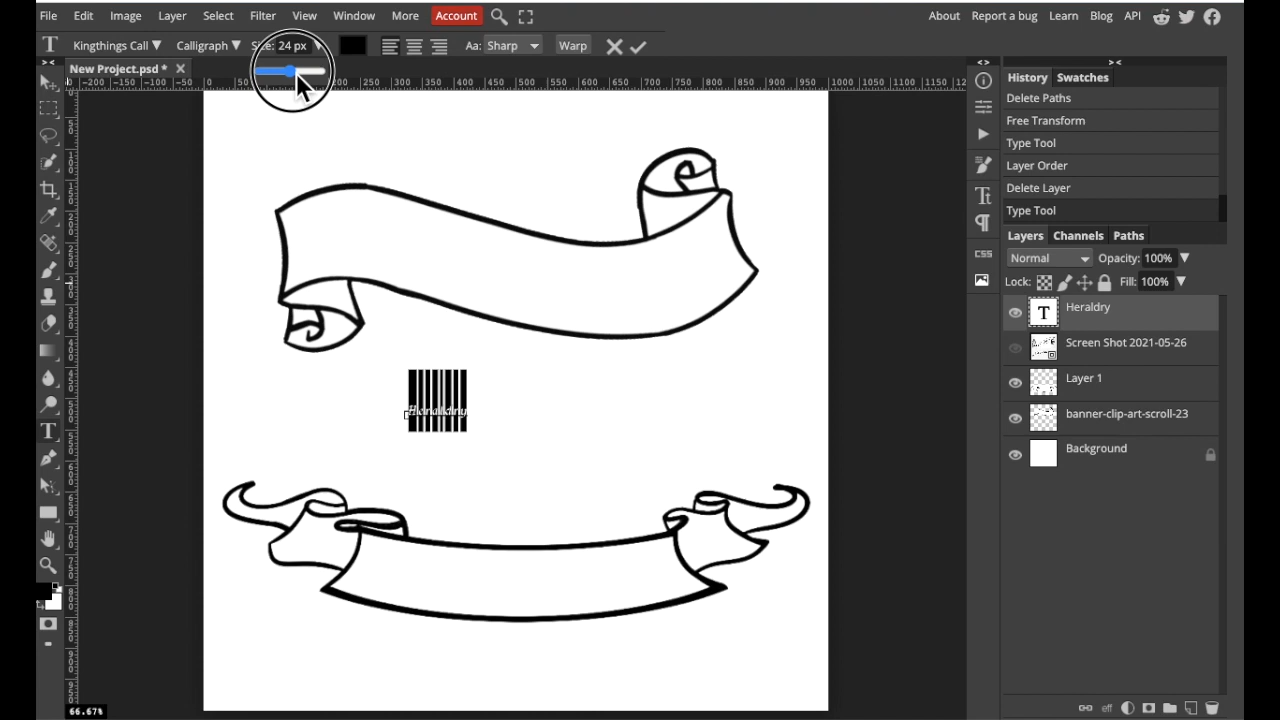 File Edit Image Layer Select Filter View Window More Account About Report a bug Learn Blog API
Kingthings Call Calligraph Size: 24 px Aa: Sharp Warp
New Project.psd *
-200 -150 -100 -50 0 50 100 150 200 250 300 350 400 450 500 550 600 650 700 750 800 850 900 950 1000 1050 1100 1150
History Swatches
Delete Paths
Free Transform
Type Tool
Layer Order
Delete Layer
Type Tool
Layers Channels Paths
Normal Opacity: 100%
Lock: Fill: 100%
Heraldry
Screen Shot 2021-05-26
Layer 1
banner-clip-art-scroll-23
Background
Heraldry
CSS
eff
66.67%